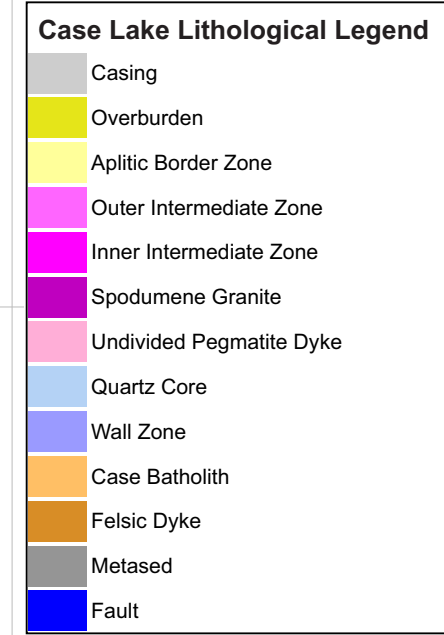 Case Lake Lithological Legend
Casing
Overburden
Aplitic Border Zone
Outer Intermediate Zone
Inner Intermediate Zone
Spodumene Granite
Undivided Pegmatite Dyke
Quartz Core
Wall Zone
Case Batholith
Felsic Dyke
Metased
Fault